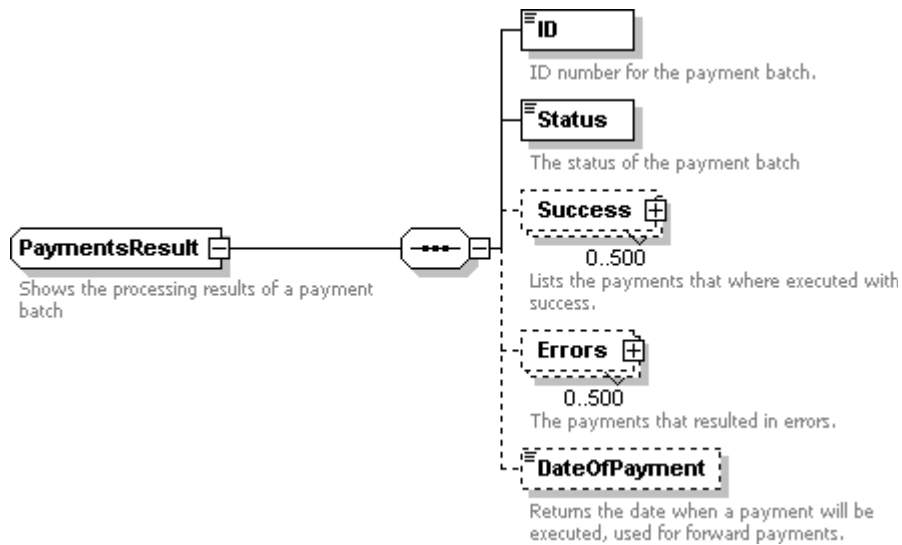 ID
ID number for the payment batch.
Status
The status of the payment batch
Success
0..500
Lists the payments that where executed with
success.
PaymentsResult
Shows the processing results of a payment
batch
Errors
0..500
The payments that resulted in errors.
DateOfPayment
Returns the date when a payment will be
executed, used for forward payments.